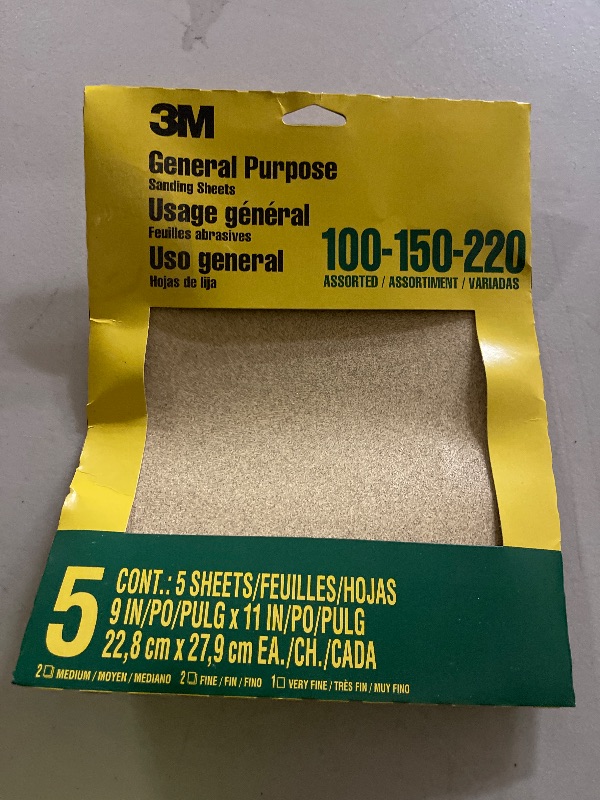 3M
General Purpose
Sanding Sheets
Usage général
Feuilles abrasives
Uso general
Hojas de lija
100-150-220
ASSORTED / ASSORTIMENT / VARIADAS
5
CONT.: 5 SHEETS/FEUILLES/HOJAS
9 IN/PO/PULG x 11 IN/PO/PULG
22,8 cm x 27,9 cm EA./CH./CADA
2 MEDIUM / MOYEN / MEDIANO 2 FINE / FIN / FINO 1 VERY FINE / TRÈS FIN / MUY FINO